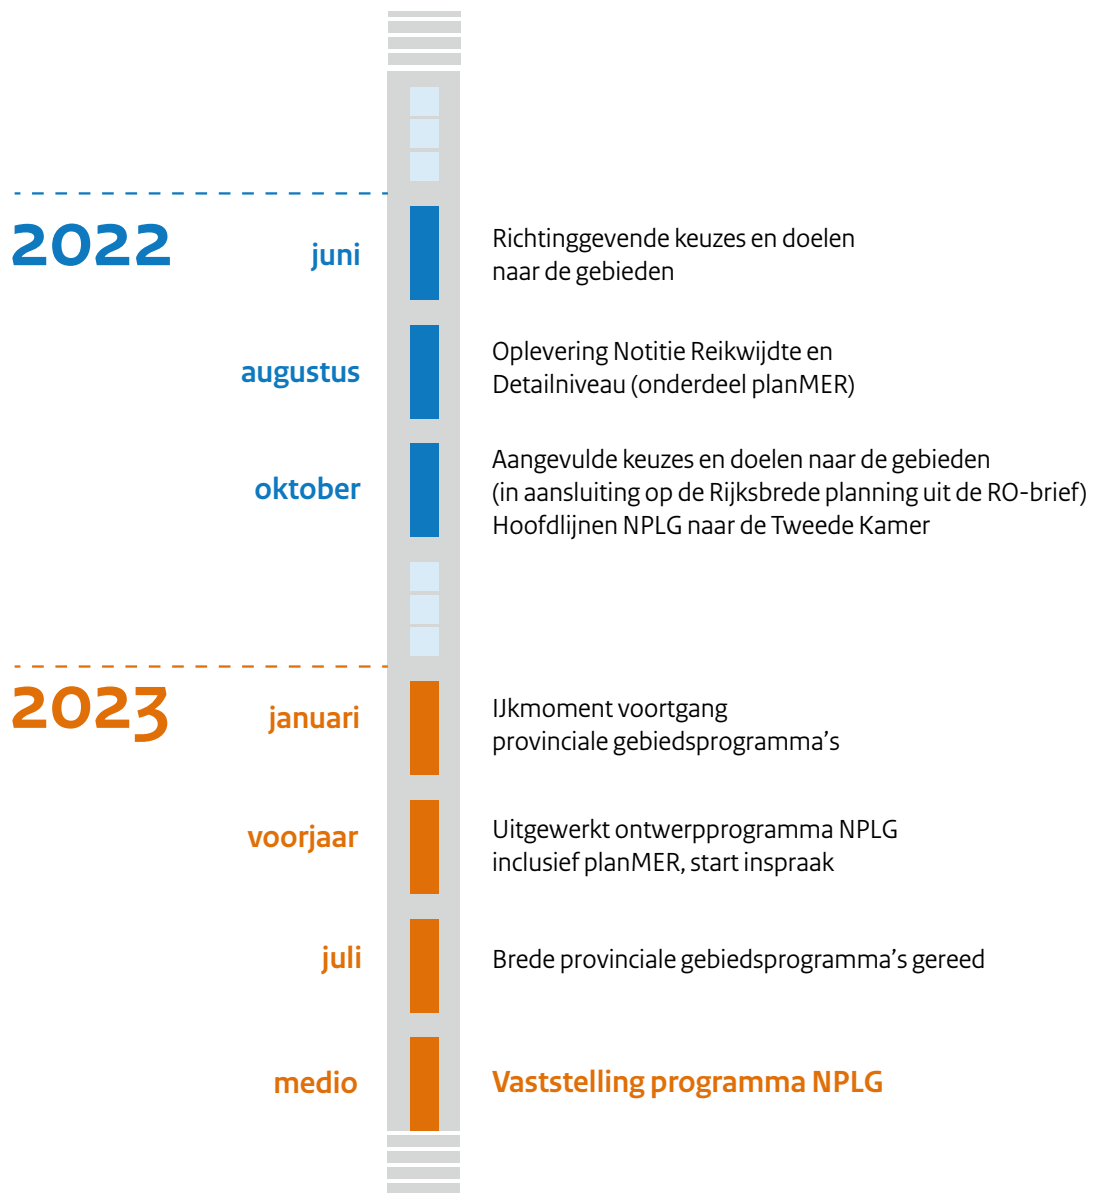 2022
juni
Richtinggevende keuzes en doelen
naar de gebieden
augustus
Oplevering Notitie Reikwijdte en
Detailniveau (onderdeel planMER)
oktober
Aangevulde keuzes en doelen naar de gebieden
(in aansluiting op de Rijksbrede planning uit de RO-brief)
Hoofdlijnen NPLG naar de Tweede Kamer
2023
januari
IJkmoment voortgang
provinciale gebiedsprogramma’s
voorjaar
Uitgewerkt ontwerpprogramma NPLG
inclusief planMER, start inspraak
juli
Brede provinciale gebiedsprogramma’s gereed
medio
Vaststelling programma NPLG